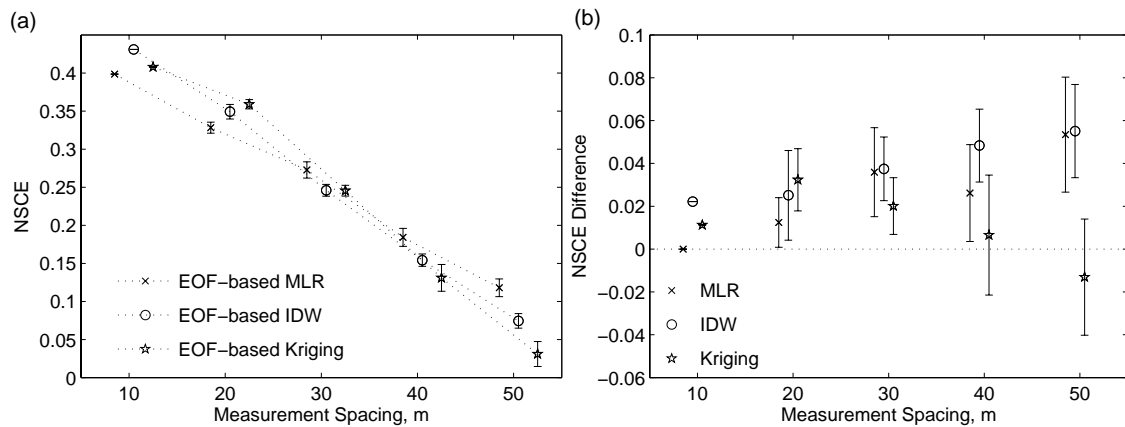 (a)
NSCE
0.4
0.35
0.3
0.25
0.2
0.15
0.1
0.05
0
EOF−based MLR
EOF−based IDW
EOF−based Kriging
10 20 30 40 50
Measurement Spacing, m
(b)
NSCE Difference
0.1
0.08
0.06
0.04
0.02
0
−0.02
−0.04
−0.06
MLR
IDW
Kriging
10 20 30 40 50
Measurement Spacing, m